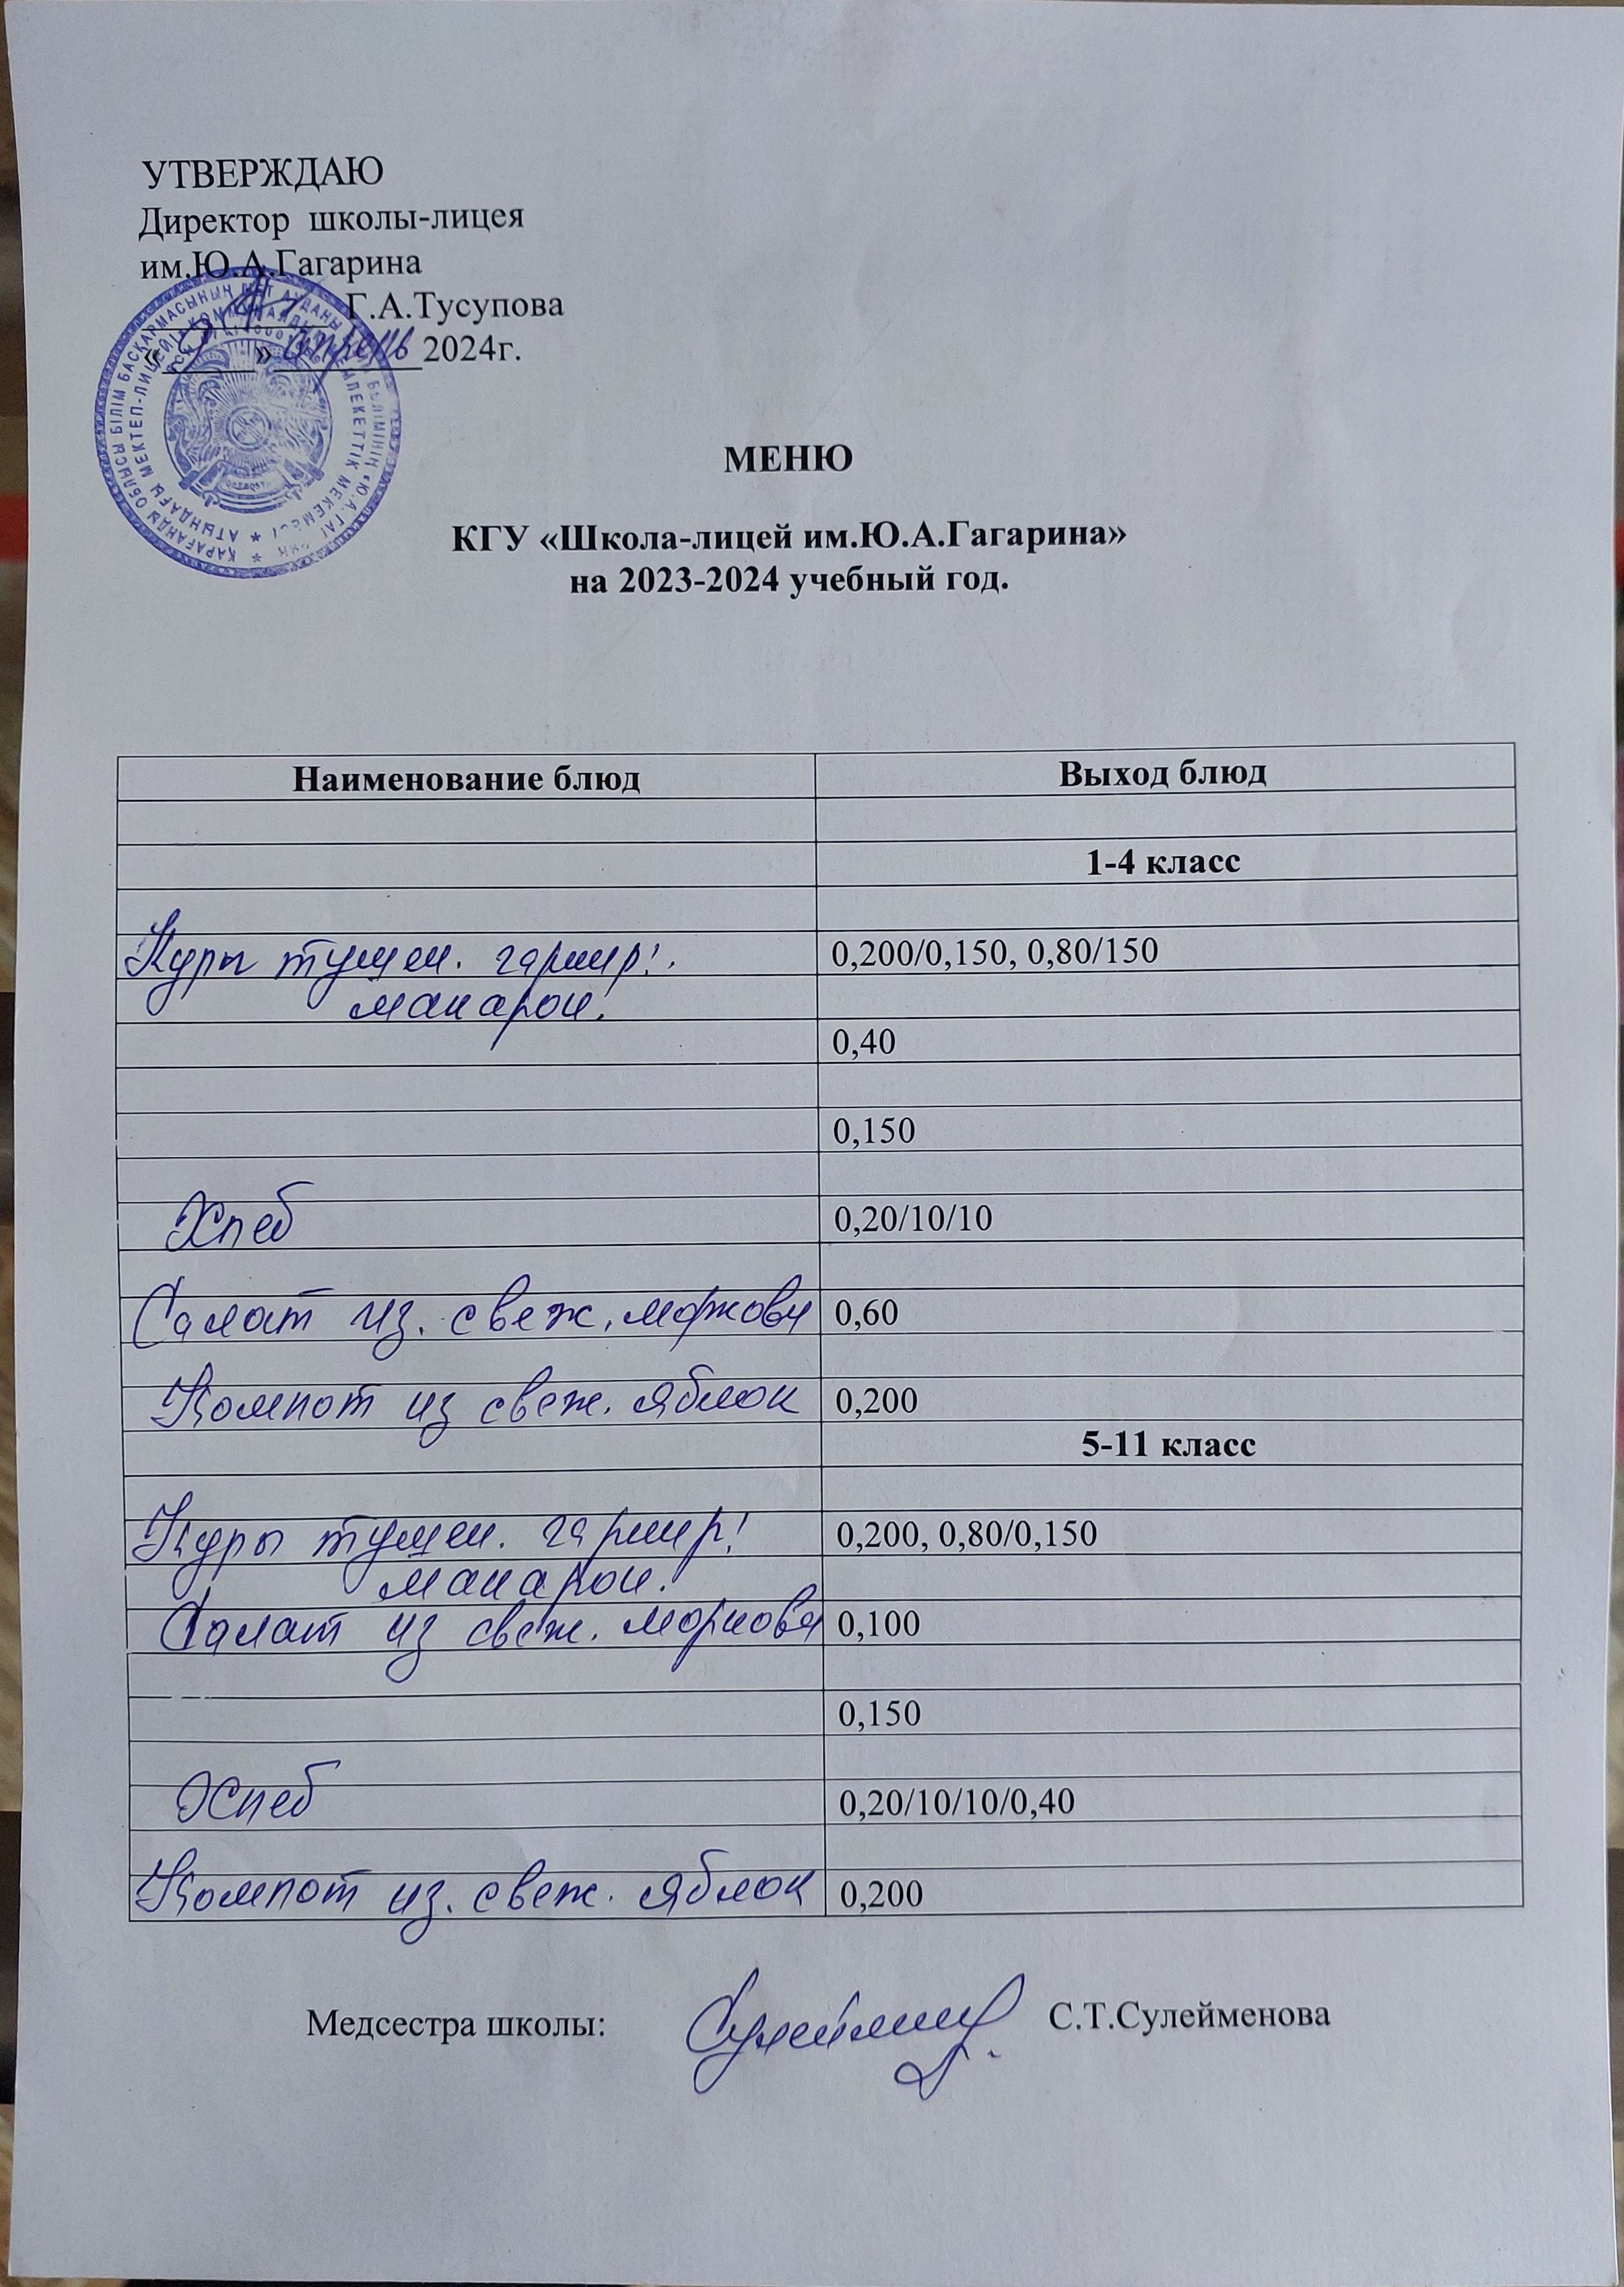 УТВЕРЖДАЮ
Директор школы-лицея
им.Ю.А.Гагарина
Г.А.Тусупова
«9» апрель 2024г.
МЕНЮ
КГУ «Школа-лицей им.Ю.А.Гагарина»
на 2023-2024 учебный год.
Наименование блюд Выход блюд
1-4 класс
Куры тушен. гарнир: 0,200/0,150, 0,80/150
макарон.
0,40
0,150
Хлеб 0,20/10/10
Салат из. свеж. моркови 0,60
Компот из свеж. яблок 0,200
5-11 класс
Куры тушен. гарнир! 0,200, 0,80/0,150
макарон.
Салат из свеж. моркови 0,100
0,150
Хлеб 0,20/10/10/0,40
Компот из. свеж. яблок 0,200
Медсестра школы: С.Т.Сулейменова